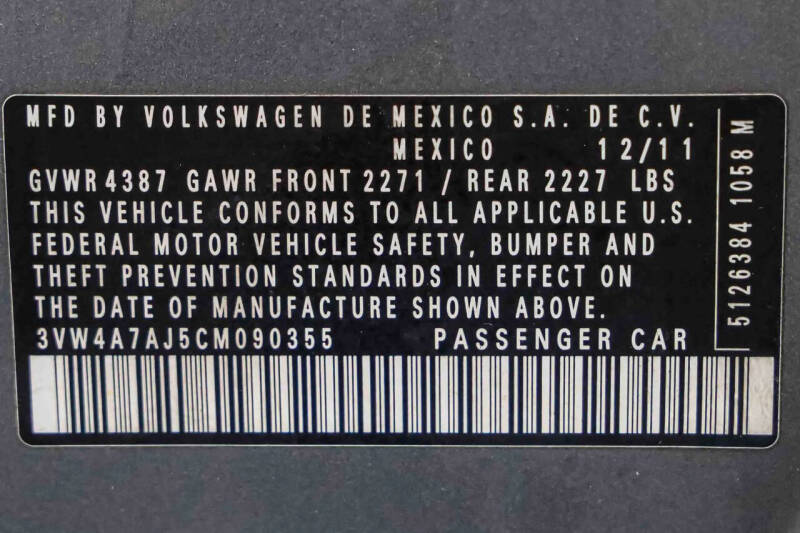 MFD BY VOLKSWAGEN DE MEXICO S.A. DE C.V.
MEXICO 12/11
GVWR 4387 GAWR FRONT 2271 / REAR 2227 LBS
THIS VEHICLE CONFORMS TO ALL APPLICABLE U.S.
FEDERAL MOTOR VEHICLE SAFETY, BUMPER AND
THEFT PREVENTION STANDARDS IN EFFECT ON
THE DATE OF MANUFACTURE SHOWN ABOVE.
3VW4A7AJ5CM090355 PASSENGER CAR
5126384 1058 M